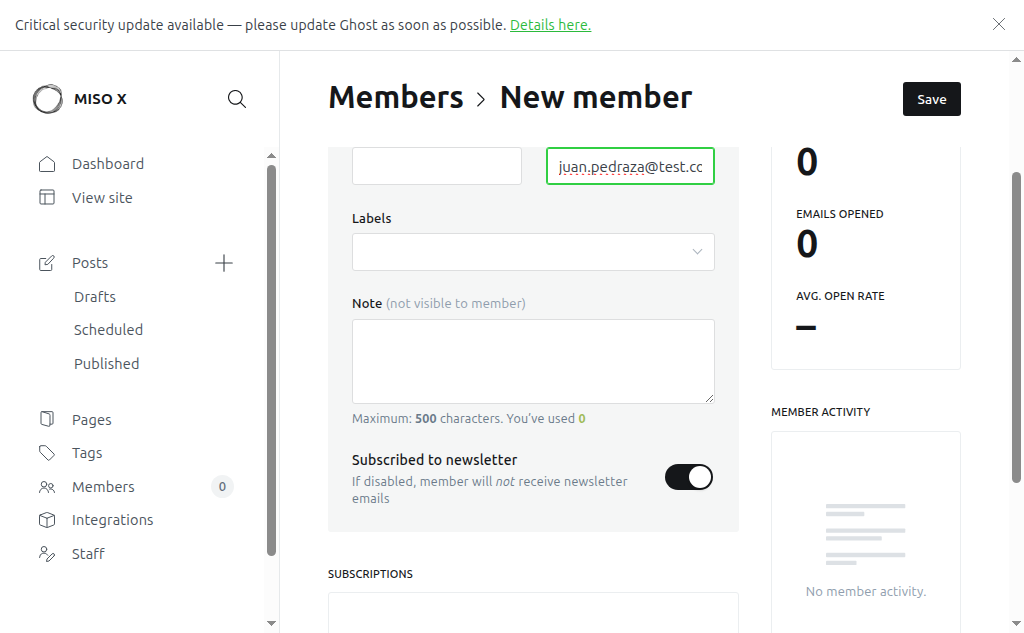 Critical security update available — please update Ghost as soon as possible. Details here.
MISO X
Members > New member
Save
Dashboard
View site
Posts
Drafts
Scheduled
Published
Pages
Tags
Members 0
Integrations
Staff
juan.pedraza@test.co
Labels
Note (not visible to member)
Maximum: 500 characters. You've used 0
Subscribed to newsletter
If disabled, member will not receive newsletter
emails
SUBSCRIPTIONS
0
EMAILS OPENED
0
AVG. OPEN RATE
–
MEMBER ACTIVITY
No member activity.